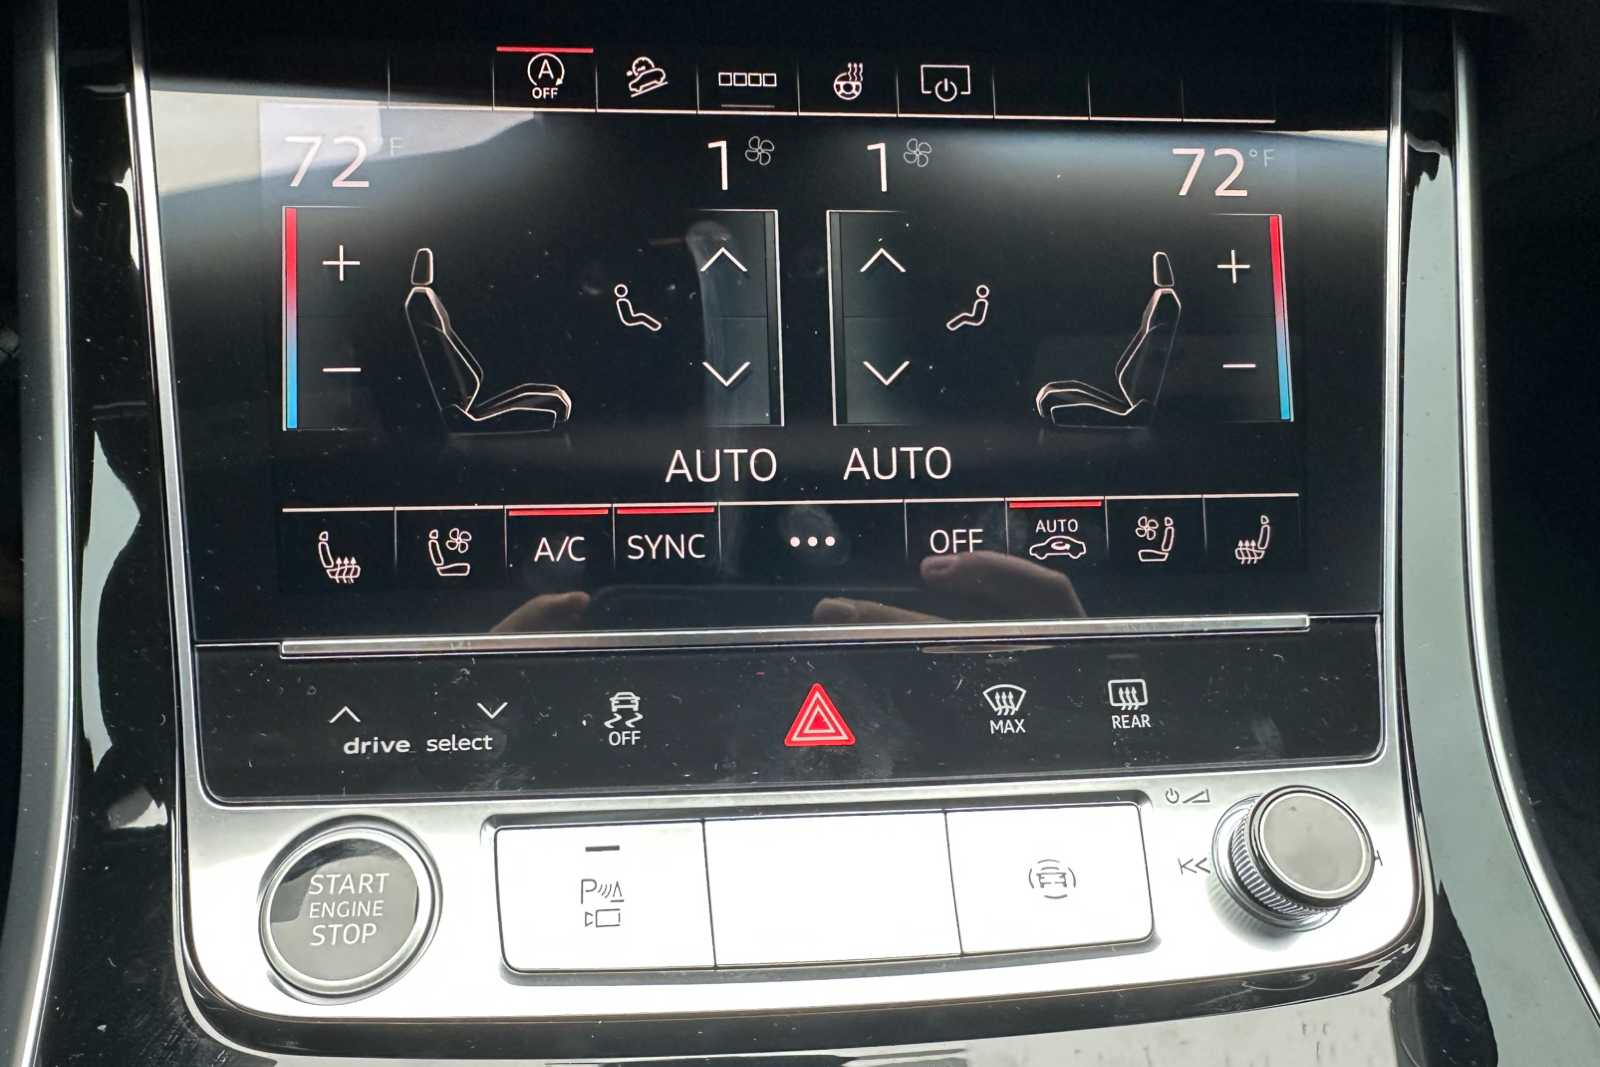 A
OFF
72°F 1 1 72°F
AUTO AUTO
A/C SYNC ••• OFF AUTO
drive select OFF MAX REAR
START
ENGINE
STOP
P